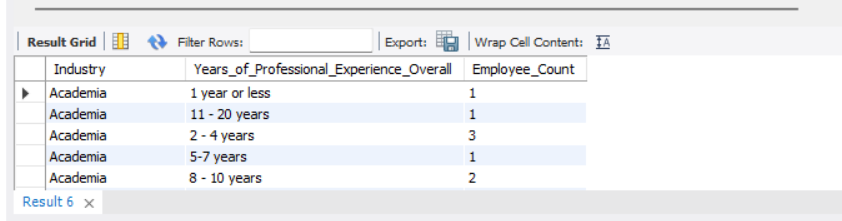 Result Grid Filter Rows: Export: Wrap Cell Content: IA
Industry Years_of_Professional_Experience_Overall Employee_Count
Academia 1 year or less 1
Academia 11 - 20 years 1
Academia 2 - 4 years 3
Academia 5-7 years 1
Academia 8 - 10 years 2
Result 6 ×